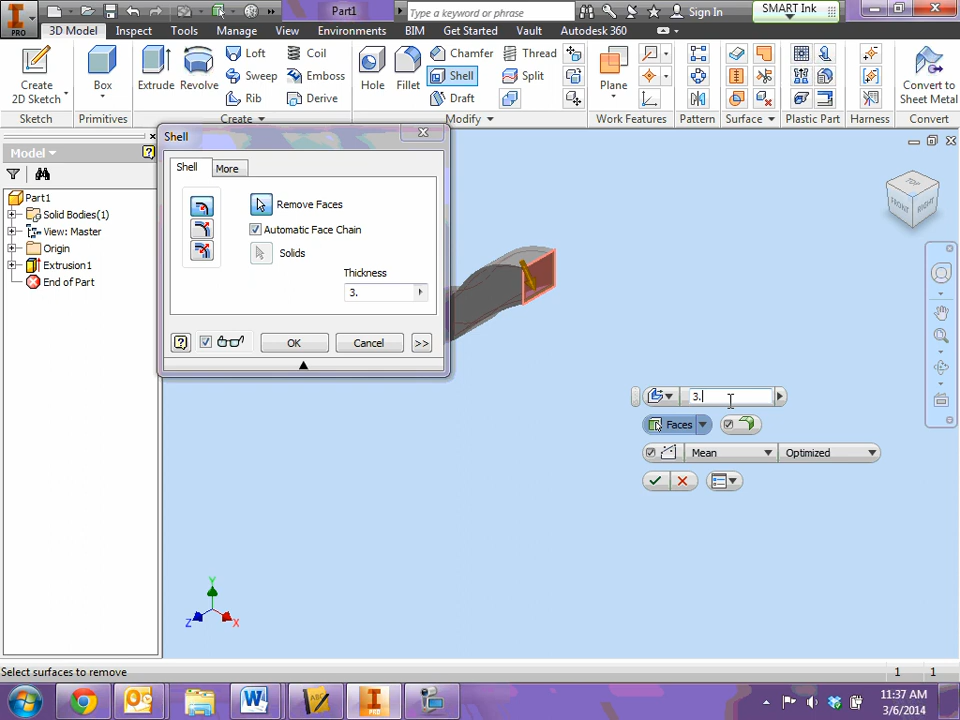 PRO
Part1
Type a keyword or phrase
Sign In
SMART Ink
3D Model Inspect Tools Manage View Environments BIM Get Started Vault Autodesk 360
Create
2D Sketch
Box
Extrude
Revolve
Loft
Sweep
Rib
Coil
Emboss
Derive
Hole
Fillet
Chamfer
Shell
Draft
Thread
Split
Plane
Convert to
Sheet Metal
Sketch Primitives Create Modify Work Features Pattern Surface Plastic Part Harness Convert
Model
Part1
Solid Bodies(1)
View: Master
Origin
Extrusion1
End of Part
Shell
Shell More
Remove Faces
Automatic Face Chain
Solids
Thickness
3.
OK Cancel >>
TOP
FRONT RIGHT
3.
Faces
Mean Optimized
Y
Z X
Select surfaces to remove
1 1
PRO
11:37 AM
3/6/2014